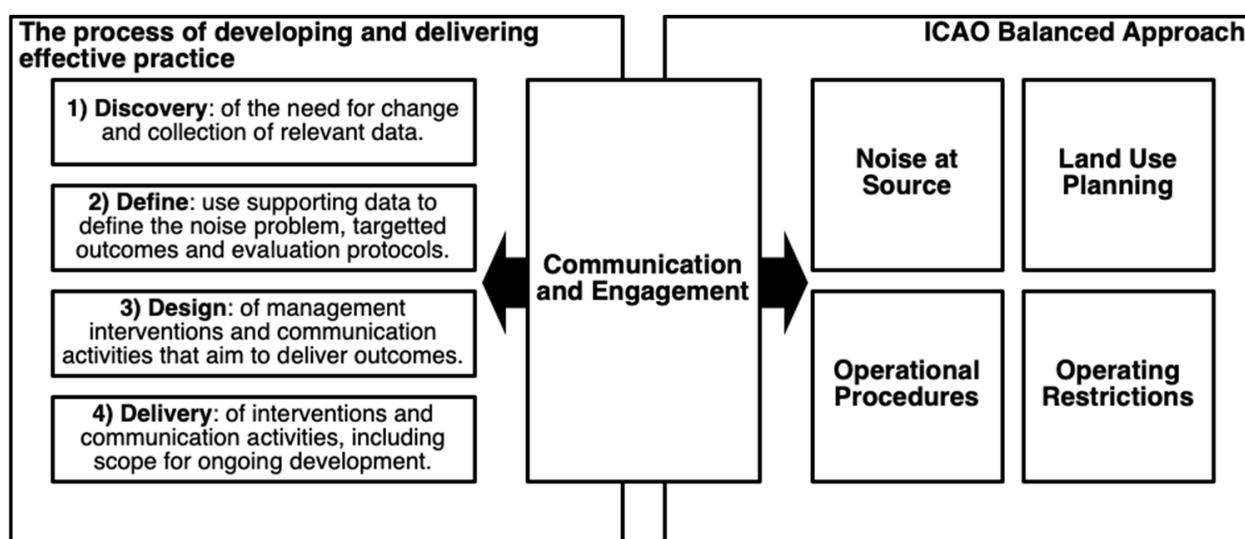 The process of developing and delivering
effective practice
1) Discovery: of the need for change
and collection of relevant data.
2) Define: use supporting data to
define the noise problem, targetted
outcomes and evaluation protocols.
3) Design: of management
interventions and communication
activities that aim to deliver outcomes.
4) Delivery: of interventions and
communication activities, including
scope for ongoing development.
Communication
and Engagement
ICAO Balanced Approach
Noise at
Source
Land Use
Planning
Operational
Procedures
Operating
Restrictions